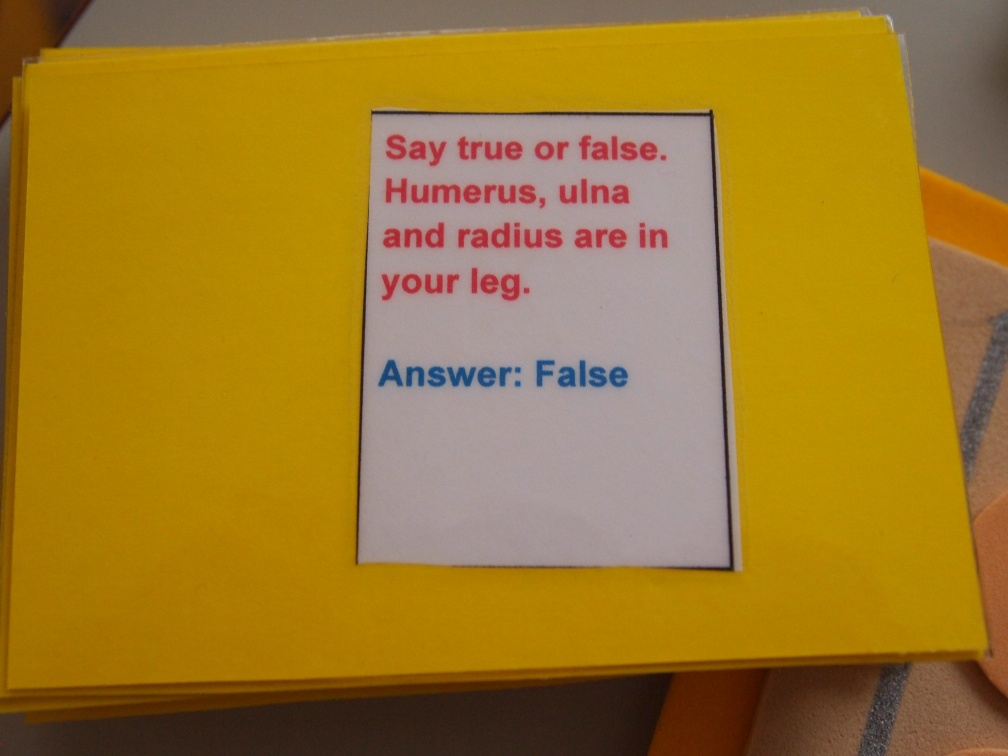 Say true or false.
Humerus, ulna
and radius are in
your leg.
Answer: False